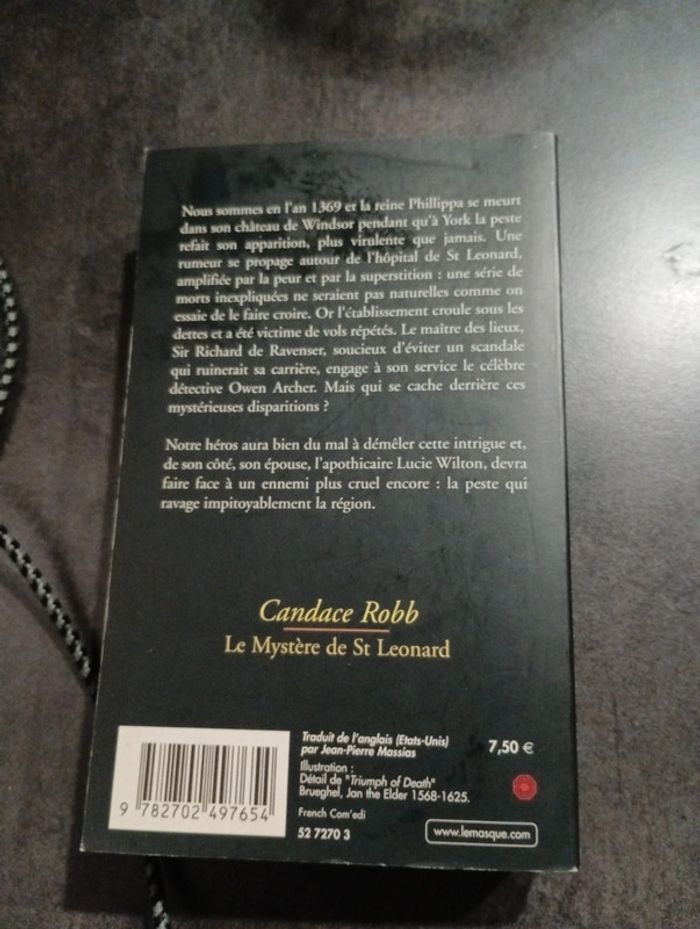 Nous sommes en l'an 1369 et la reine Phillippa se meurt
dans son château de Windsor pendant qu'à York la peste
refait son apparition, plus virulente que jamais. Une
rumeur se propage autour de l'hôpital de St Leonard,
amplifiée par la peur et par la superstition : une série de
morts inexpliquées ne seraient pas naturelles comme on
essaie de le faire croire. Or l'établissement croule sous les
dettes et a été victime de vols répétés. Le maître des lieux,
Sir Richard de Ravenser, soucieux d'éviter un scandale
qui ruinerait sa carrière, engage à son service le célèbre
détective Owen Archer. Mais qui se cache derrière ces
mystérieuses disparitions ?
Notre héros aura bien du mal à démêler cette intrigue et,
de son côté, son épouse, l'apothicaire Lucie Wilton, devra
faire face à un ennemi plus cruel encore : la peste qui
ravage impitoyablement la région.
Candace Robb
Le Mystère de St Leonard
Traduit de l'anglais (Etats-Unis)
par Jean-Pierre Massias
7,50 €
Illustration :
Détail de "Triumph of Death"
Brueghel, Jan the Elder 1568-1625.
French Com'edi
52 7270 3
www.lemasque.com
9 782702 497654